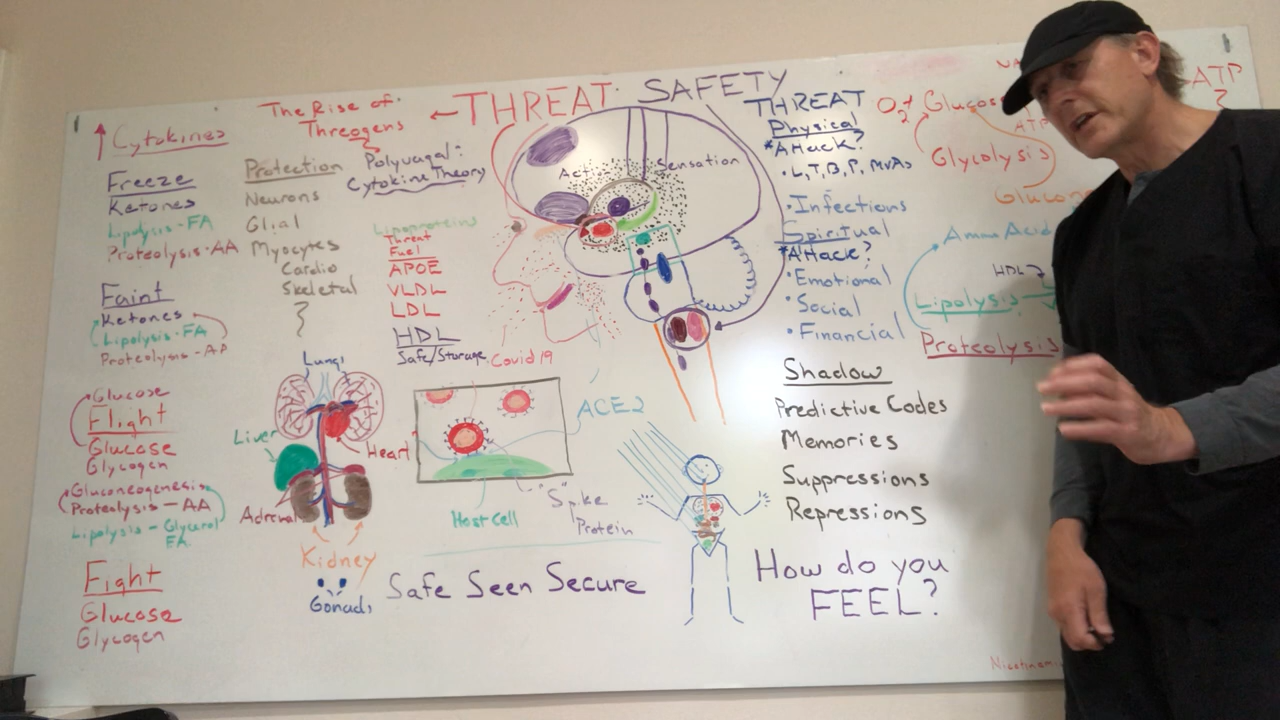 Cytokines
Freeze
Ketones
Lipolysis-FA
Proteolysis-AA
Faint
Ketones
Lipolysis-FA
Proteolysis-AA
Glucose
Flight
Glucose
Glycogen
Gluconeogenesis
Proteolysis-AA
Lipolysis-Glycerol
FA
Fight
Glucose
Glycogen
The Rise of
Threogens
Protection
Neurons
Glial
Myocytes
Cardio
Skeletal
?
Polyvagal:
Cytokine Theory
Lipoproteins
Threat
Fuel
APOE
VLDL
LDL
HDL
Safe/Storage
Lungs
Liver
Heart
Adrenal
Kidney
Gonads
←THREAT SAFETY
Sensation
Covid 19
ACE2
"Spike
Protein
Host Cell
Safe Seen Secure
THREAT
Physical
*Attack?
•L,T,B,P, MVAs
•Infections
Spiritual
*Attack?
•Emotional
•Social
•Financial
Shadow
Predictive Codes
Memories
Suppressions
Repressions
How do you
FEEL?
O2+ Glucose
ATP
?
ATP
Glycolysis
Amino Acid
HDL?
Lipolysis
Proteolysis